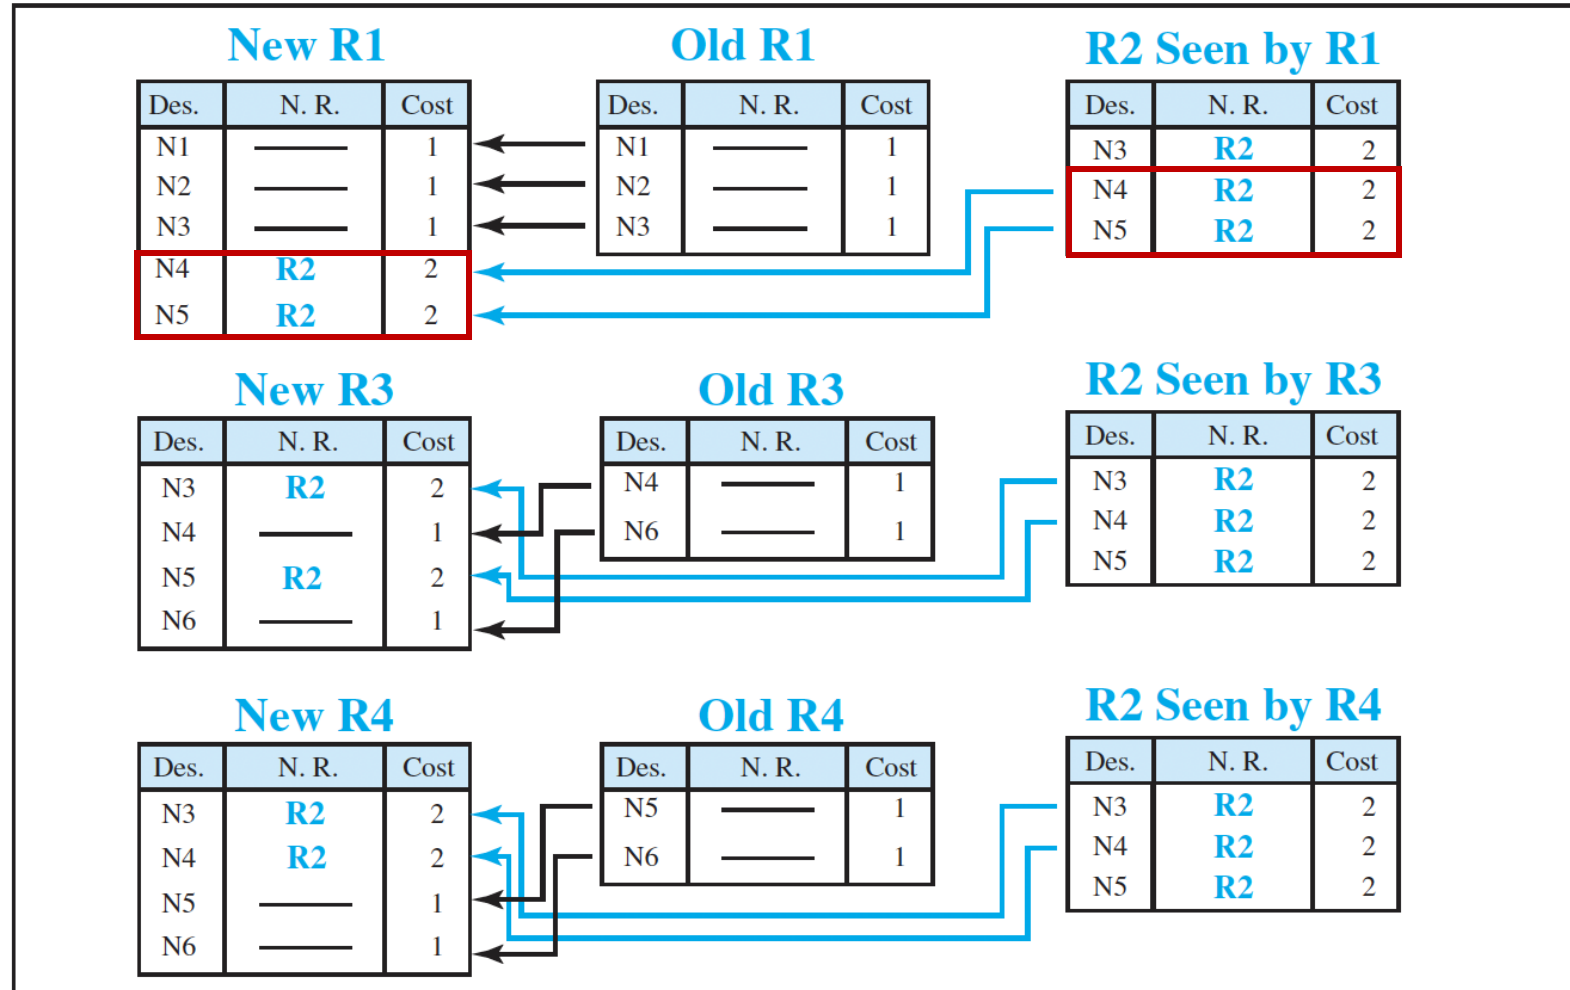 New R1 Old R1 R2 Seen by R1
Des. N. R. Cost Des. N. R. Cost Des. N. R. Cost
N1 1 N1 1 N3 R2 2
N2 1 N2 1 N4 R2 2
N3 1 N3 1 N5 R2 2
N4 R2 2
N5 R2 2
New R3 Old R3 R2 Seen by R3
Des. N. R. Cost Des. N. R. Cost Des. N. R. Cost
N3 R2 2 N4 1 N3 R2 2
N4 1 N6 1 N4 R2 2
N5 R2 2 N5 R2 2
N6 1
New R4 Old R4 R2 Seen by R4
Des. N. R. Cost Des. N. R. Cost Des. N. R. Cost
N3 R2 2 N5 1 N3 R2 2
N4 R2 2 N6 1 N4 R2 2
N5 1 N5 R2 2
N6 1